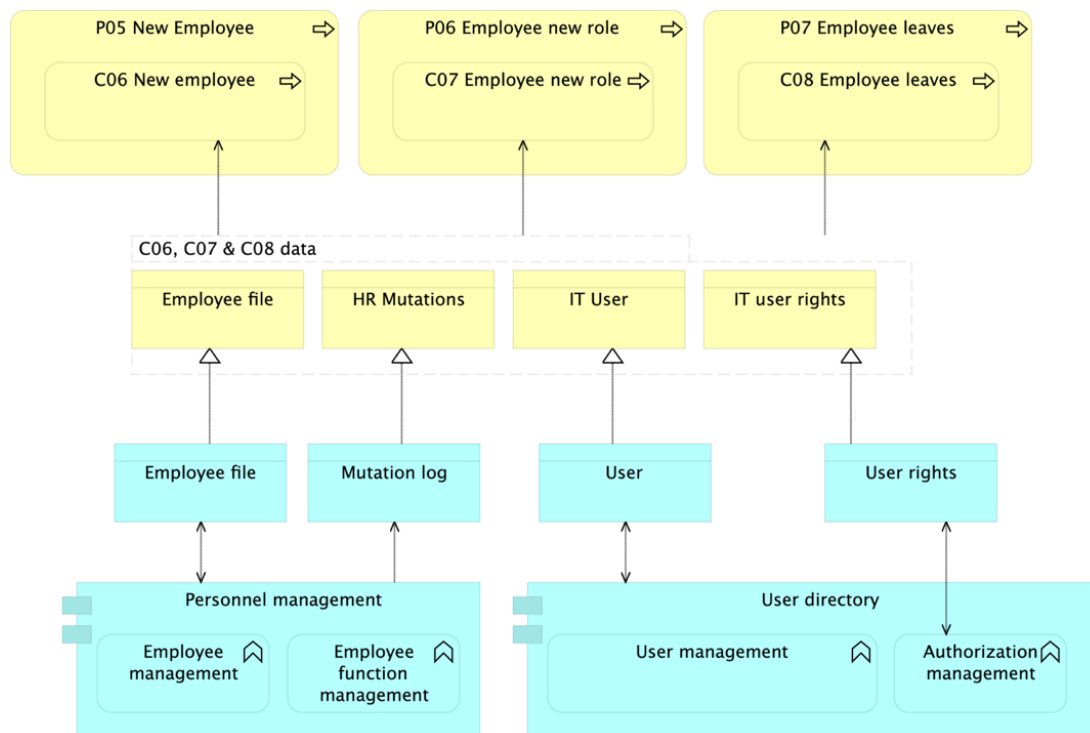 P05 New Employee
P06 Employee new role
P07 Employee leaves
C06 New employee
C07 Employee new role
C08 Employee leaves
C06, C07 & C08 data
Employee file
HR Mutations
IT User
IT user rights
Employee file
Mutation log
User
User rights
Personnel management
User directory
Employee
management
Employee
function
management
User management
Authorization
management